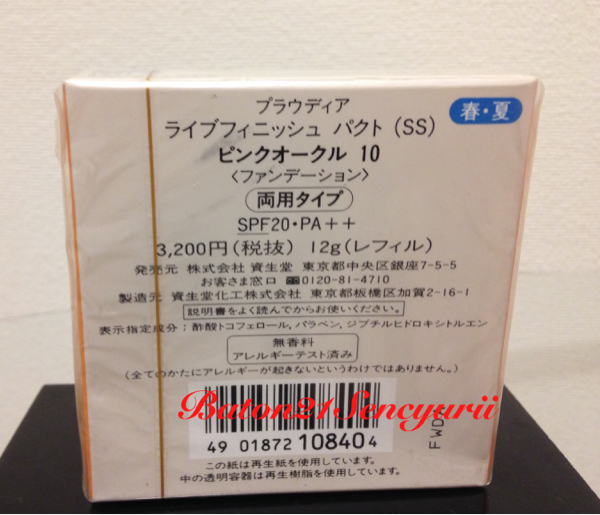 プラウディア
春・夏
ライブフィニッシュ パクト (SS)
ピンクオークル 10
〈ファンデーション〉
両用タイプ
SPF20・PA++
3,200円(税抜) 12g(レフィル)
発売元 株式会社 資生堂 東京都中央区銀座7-5-5
お客さま窓口 0120-81-4710
製造元 資生堂化工株式会社 東京都板橋区加賀2-16-1
説明書をよく読んでからお使いください。
表示指定成分:酢酸トコフェロール, パラベン, ジブチルヒドロキシトルエン
無香料
アレルギーテスト済み
(全てのかたにアレルギーが起きないというわけではありません。)
Baton21Sencyurii
4901872108404
この紙は再生紙を使用しています。
中の透明容器は再生樹脂を使用しています。